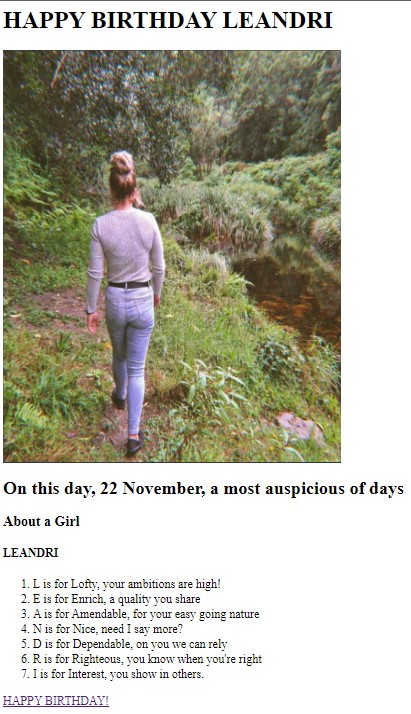 HAPPY BIRTHDAY LEANDRI
On this day, 22 November, a most auspicious of days
About a Girl
LEANDRI
1. L is for Lofty, your ambitions are high!
2. E is for Enrich, a quality you share
3. A is for Amendable, for your easy going nature
4. N is for Nice, need I say more?
5. D is for Dependable, on you we can rely
6. R is for Righteous, you know when you're right
7. I is for Interest, you show in others.
HAPPY BIRTHDAY!